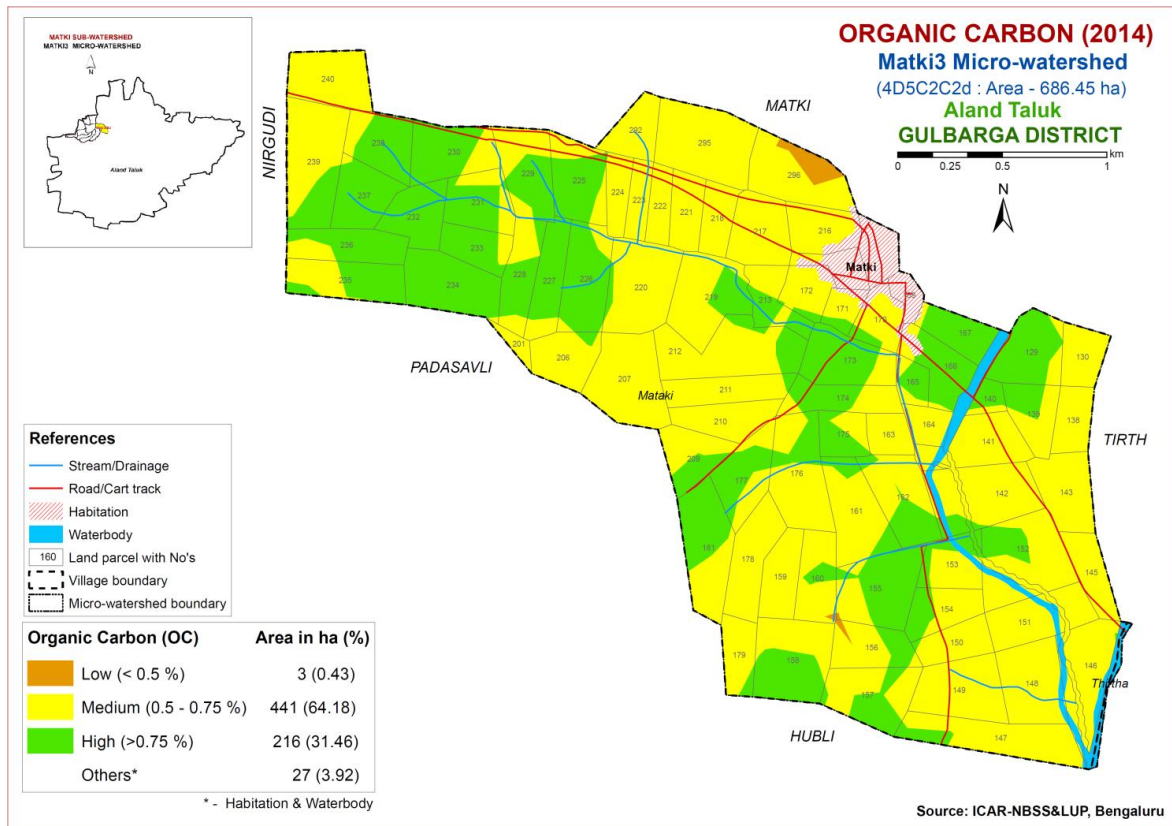 MATKI SUB-WATERSHED
MATKI3 MICRO-WATERSHED
N
Aland Taluk
ORGANIC CARBON (2014)
Matki3 Micro-watershed
(4D5C2C2d : Area - 686.45 ha)
Aland Taluk
GULBARGA DISTRICT
km
0 0.25 0.5 1
N
MATKI
NIRGUDI
PADASAVLI
TIRTH
HUBLI
Matki
Mataki
240
292
295
296
239
238
230
229
225
224
223
222
221
218
217
216
237
232
231
236
233
235
234
228
227
226
220
219
213
172
171
170
167
129
130
201
206
207
212
211
210
173
174
165
166
140
139
138
164
163
141
175
209
177
176
162
142
143
161
181
178
159
160
155
153
152
145
154
151
150
156
179
158
157
149
148
146
147
References
Stream/Drainage
Road/Cart track
Habitation
Waterbody
160 Land parcel with No's
Village boundary
Micro-watershed boundary
Organic Carbon (OC) Area in ha (%)
Low (< 0.5 %) 3 (0.43)
Medium (0.5 - 0.75 %) 441 (64.18)
High (>0.75 %) 216 (31.46)
Others* 27 (3.92)
* - Habitation & Waterbody
Source: ICAR-NBSS&LUP, Bengaluru